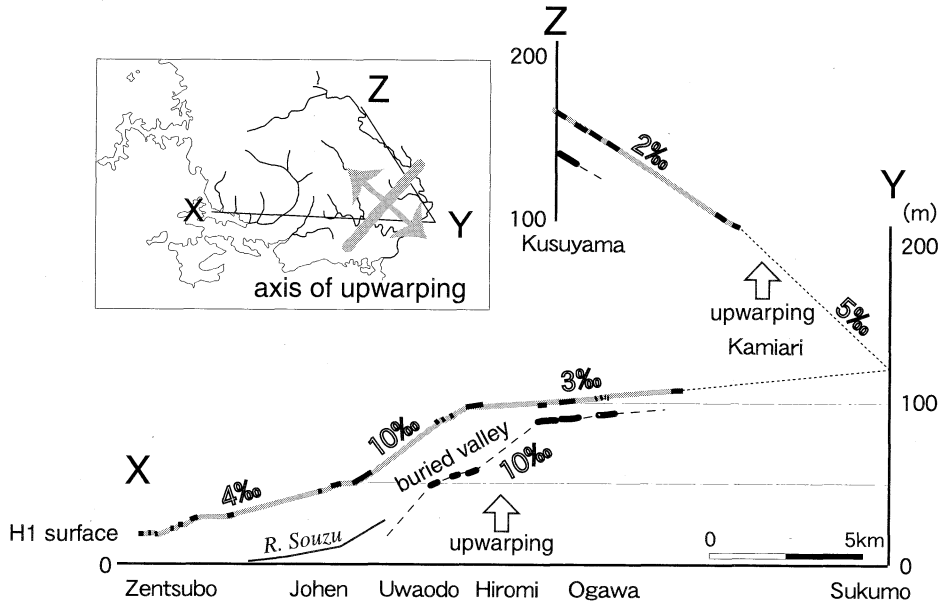 Z
200
100
Kusuyama
2‰
upwarping
Kamiari
5‰
Y
(m)
200
100
0
Z
X
Y
axis of upwarping
X
H1 surface
0
4‰
10‰
3‰
buried valley
10‰
R. Souzu
upwarping
0
5km
Zentsubo
Johen
Uwaodo
Hiromi
Ogawa
Sukumo